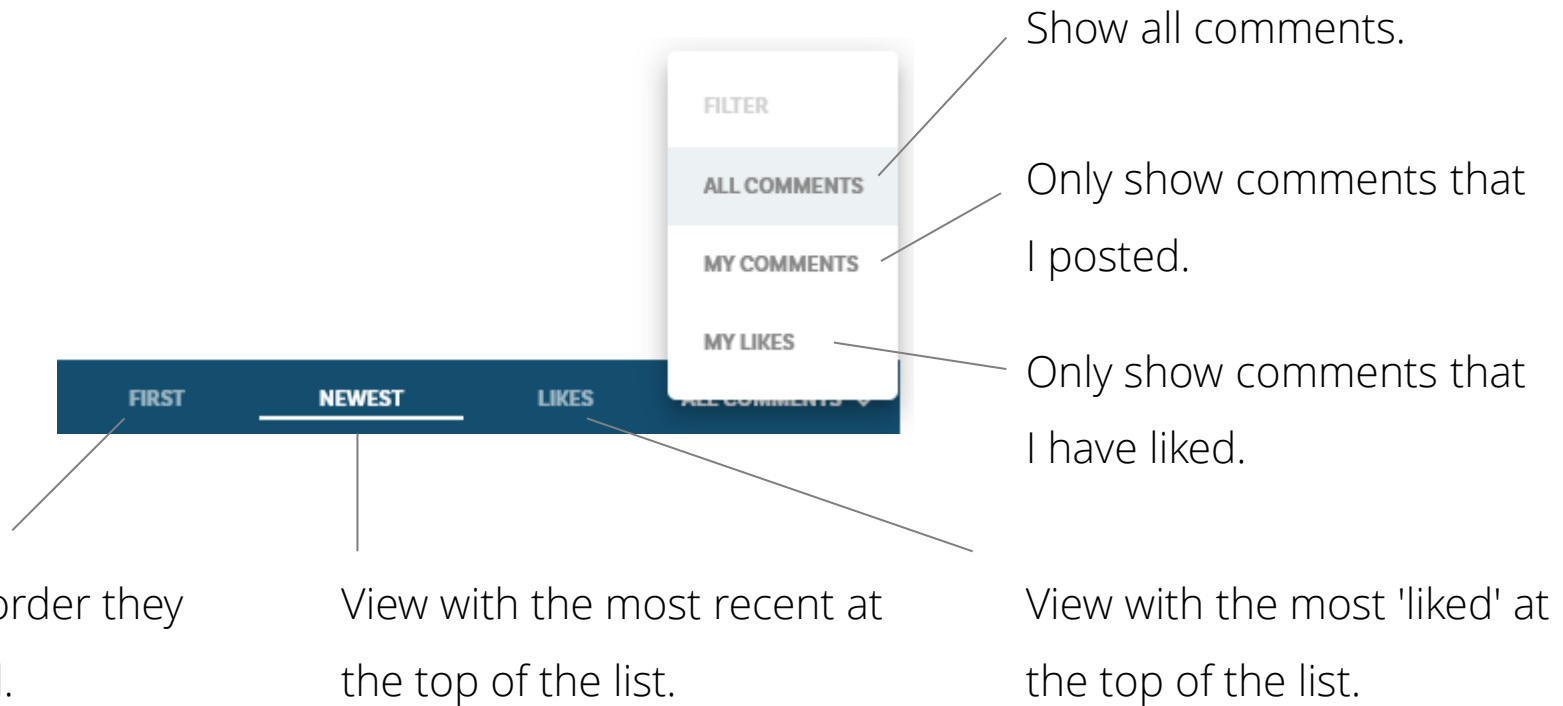 Show all comments.
FILTER
ALL COMMENTS
Only show comments that
I posted.
MY COMMENTS
MY LIKES
Only show comments that
I have liked.
FIRST
NEWEST
LIKES
ALL COMMENTS
order they
View with the most recent at
the top of the list.
View with the most 'liked' at
the top of the list.